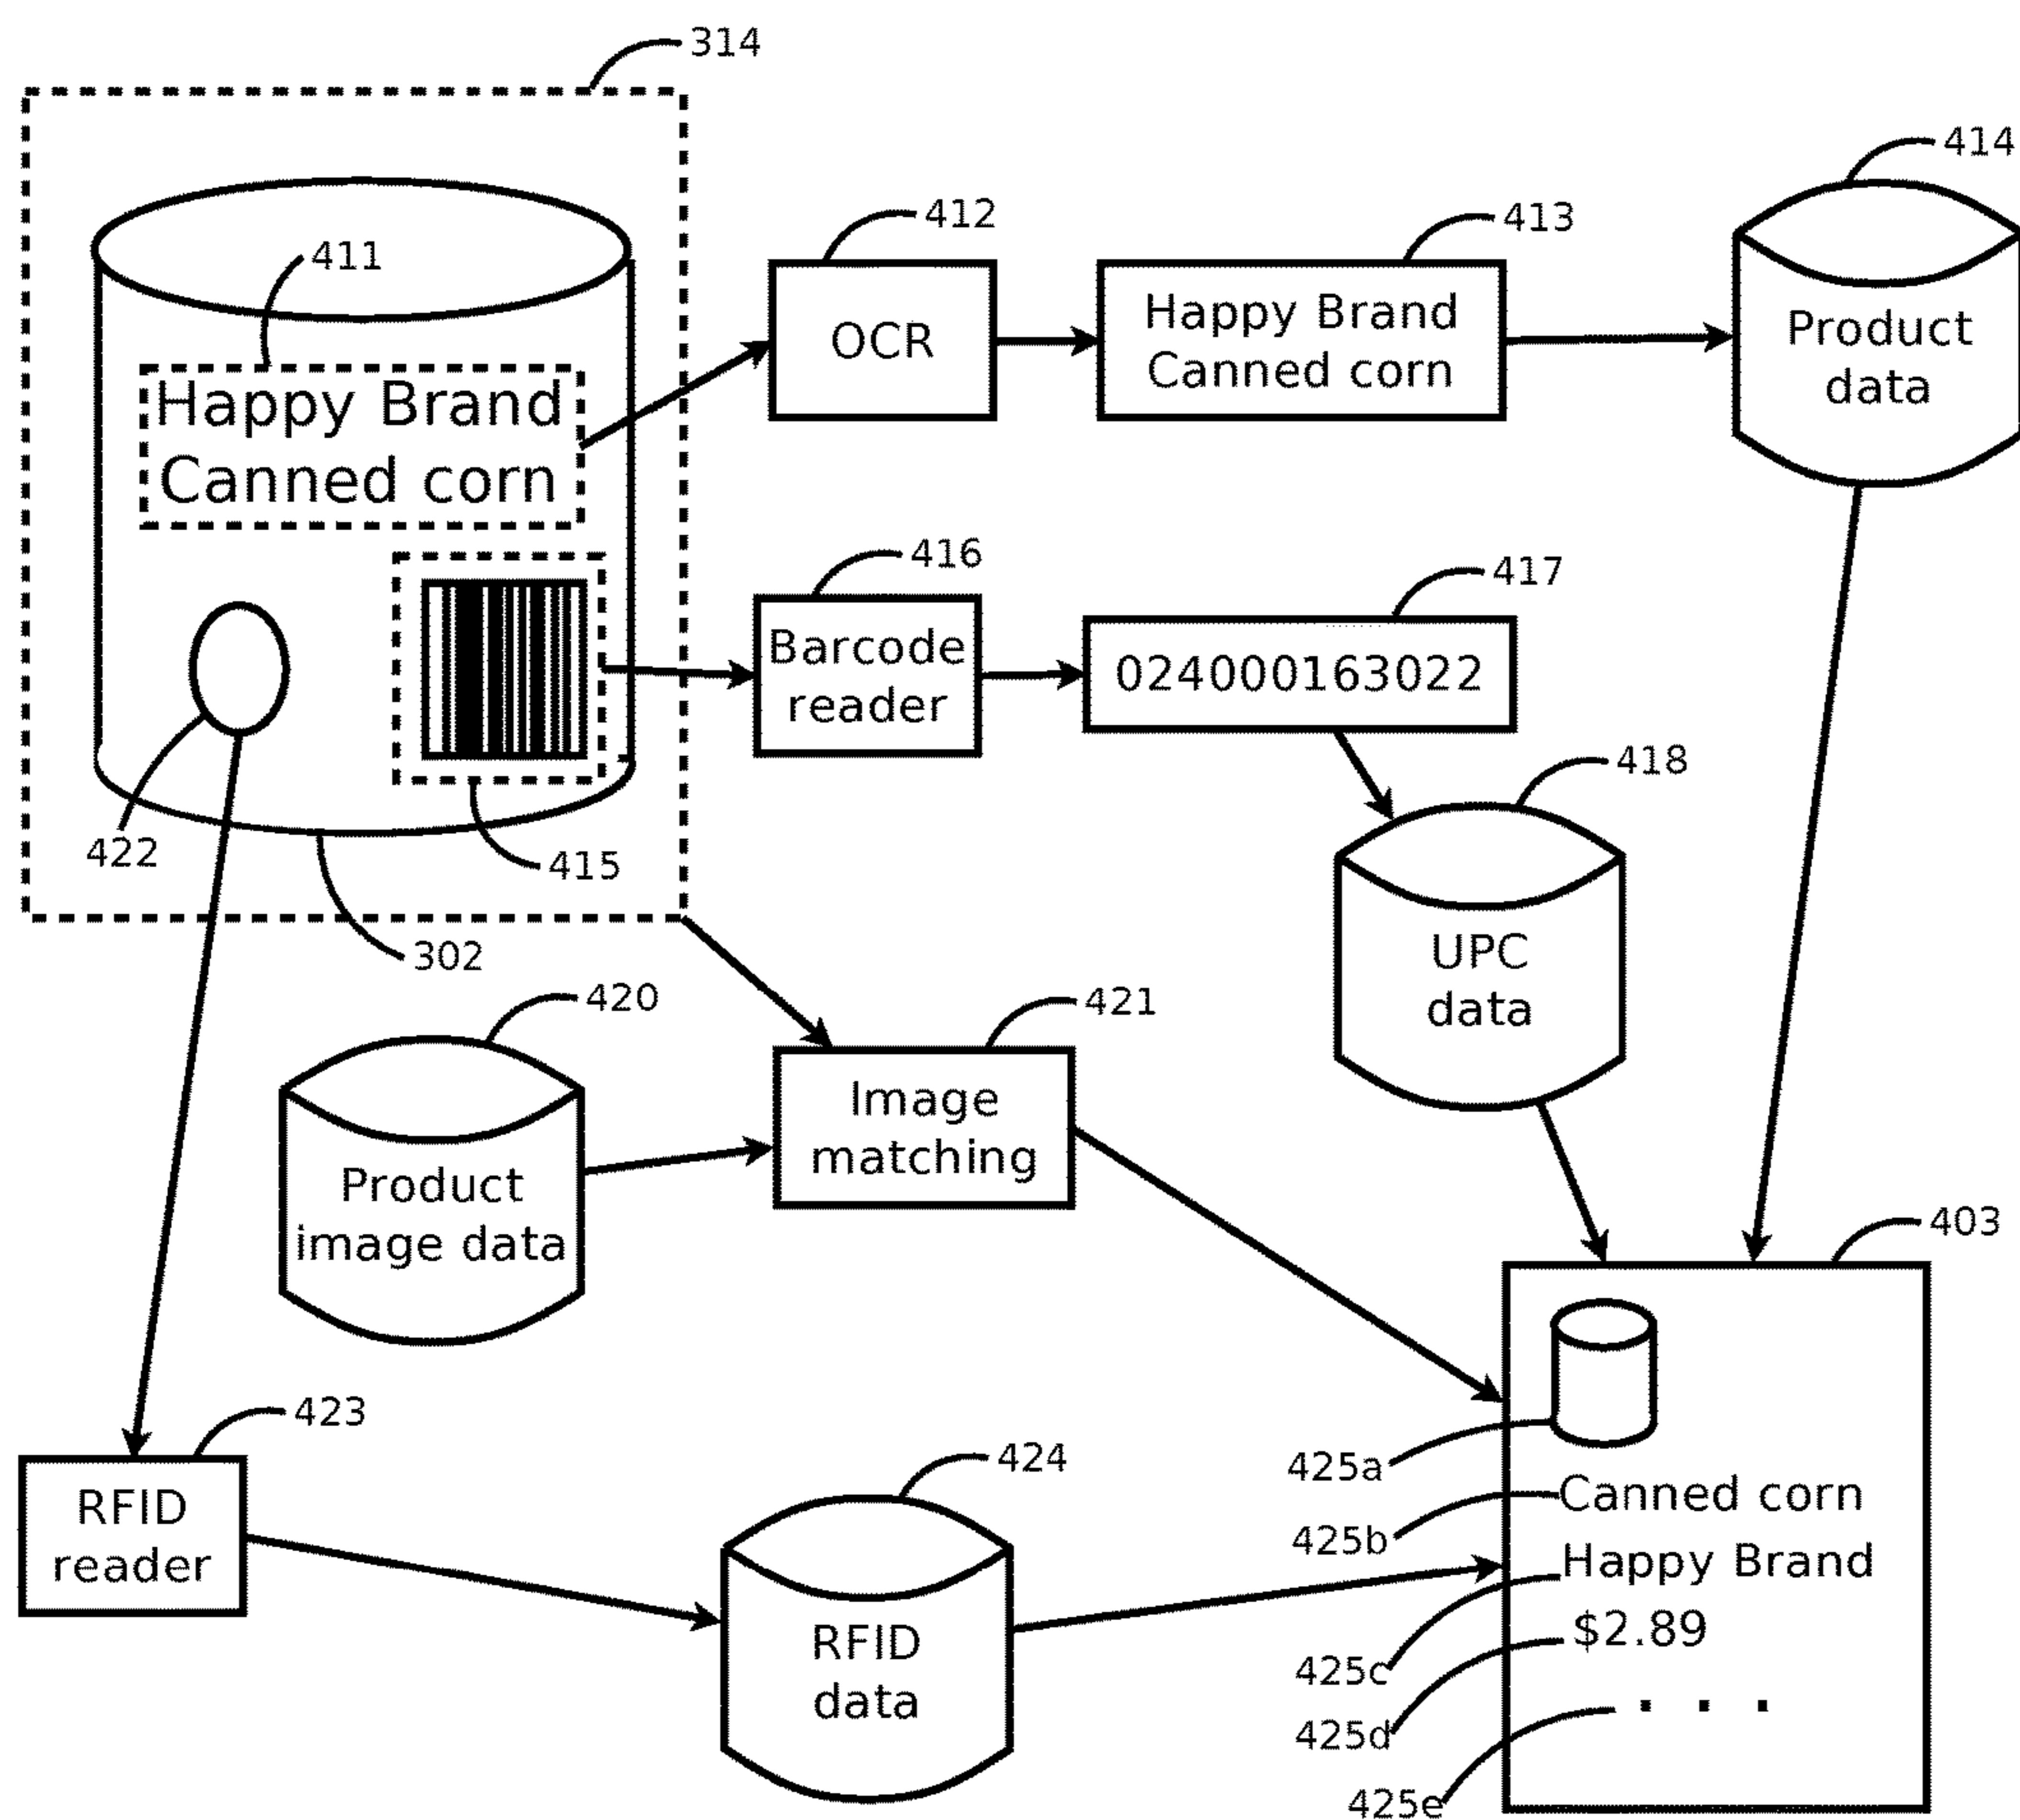 314
414
412
413
411
OCR
Happy Brand
Canned corn
Product
data
Happy Brand
Canned corn
416
417
Barcode
reader
024000163022
418
422
415
302
UPC
data
420
421
Image
matching
Product
image data
403
423
424
425a
RFID
reader
Canned corn
425b
Happy Brand
$2.89
RFID
data
425c
425d
. . .
425e